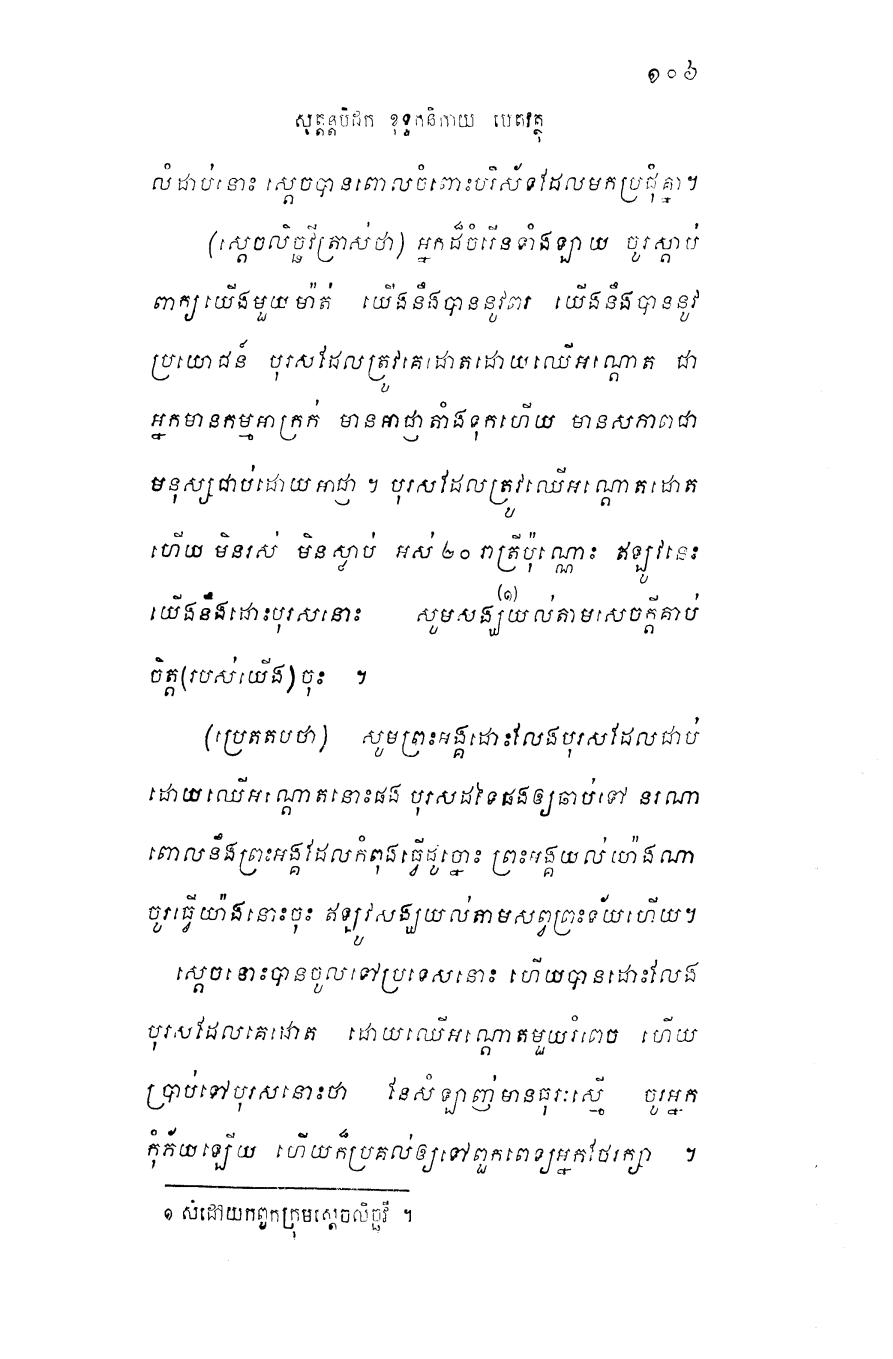 ១០៦
សុត្តន្តបិដក ខុទ្ទកនិកាយ បេតវត្ថុ
លំដាប់នោះ ស្តេចបានពោលចំពោះបរិស័ទដែលមកប្រជុំគ្នា។
(ស្តេចលិច្ឆវីត្រាស់ថា) អ្នកដ៏ចំរើនទាំងឡាយ ចូរស្តាប់
ពាក្យយើងមួយម៉ាត់ យើងនឹងបាននូវពរ យើងនឹងបាននូវ
ប្រយោជន៍ បុរសដែលត្រូវគេដោតដោយឈើអណ្តោត ជា
អ្នកមានកម្មអាក្រក់ មានអាជ្ញាតាំងទុកហើយ មានសភាពជា
មនុស្សជាប់ដោយអាជ្ញា ។ បុរសដែលត្រូវឈើអណ្តោតដោត
ហើយ មិនរស់ មិនស្លាប់ អស់ ២០ រាត្រីប៉ុណ្ណោះ ឥឡូវនេះ
យើងនឹងដោះបុរសនោះ សូមសង្ឃ(១)យល់តាមសេចក្តីគាប់
ចិត្ត(របស់យើង)ចុះ ។
(ប្រេតតបថា) សូមព្រះអង្គដោះលែងបុរសដែលជាប់
ដោយឈើអណ្តោតនោះផង បុរសដទៃផងឲ្យឆាប់ទៅ នរណា
ពោលនឹងព្រះអង្គដែលកំពុងធ្វើដូច្នោះ ព្រះអង្គយល់យ៉ាងណា
ចូរធ្វើយ៉ាងនោះចុះ ឥឡូវសង្ឃយល់តាមសព្វព្រះទ័យហើយ។
ស្តេចនោះបានចូលទៅប្រទេសនោះ ហើយបានដោះលែង
បុរសដែលគេដោត ដោយឈើអណ្តោតមួយរំពេច ហើយ
ប្រាប់ទៅបុរសនោះថា នែសំឡាញ់មានធុរៈស្មើ ចូរអ្នក
កុំភ័យឡើយ ហើយក៏ប្រគល់ឲ្យទៅពួកពេទ្យអ្នកថែរក្សា ។
១ សំដៅយកពួកក្រុមស្តេចលិច្ឆវី ។